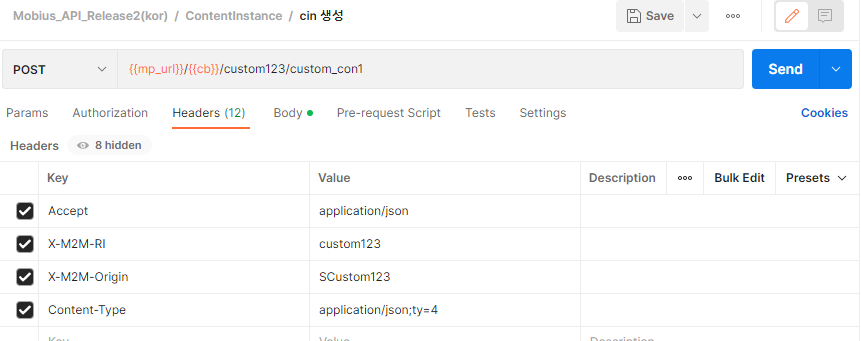 Mobius_API_Release2(kor) / ContentInstance / cin 생성
Save
POST {{mp_url}}/{{cb}}/custom123/custom_con1 Send
Params Authorization Headers (12) Body Pre-request Script Tests Settings Cookies
Headers 8 hidden
Key Value Description Bulk Edit Presets
Accept application/json
X-M2M-RI custom123
X-M2M-Origin SCustom123
Content-Type application/json;ty=4
Key Value Description